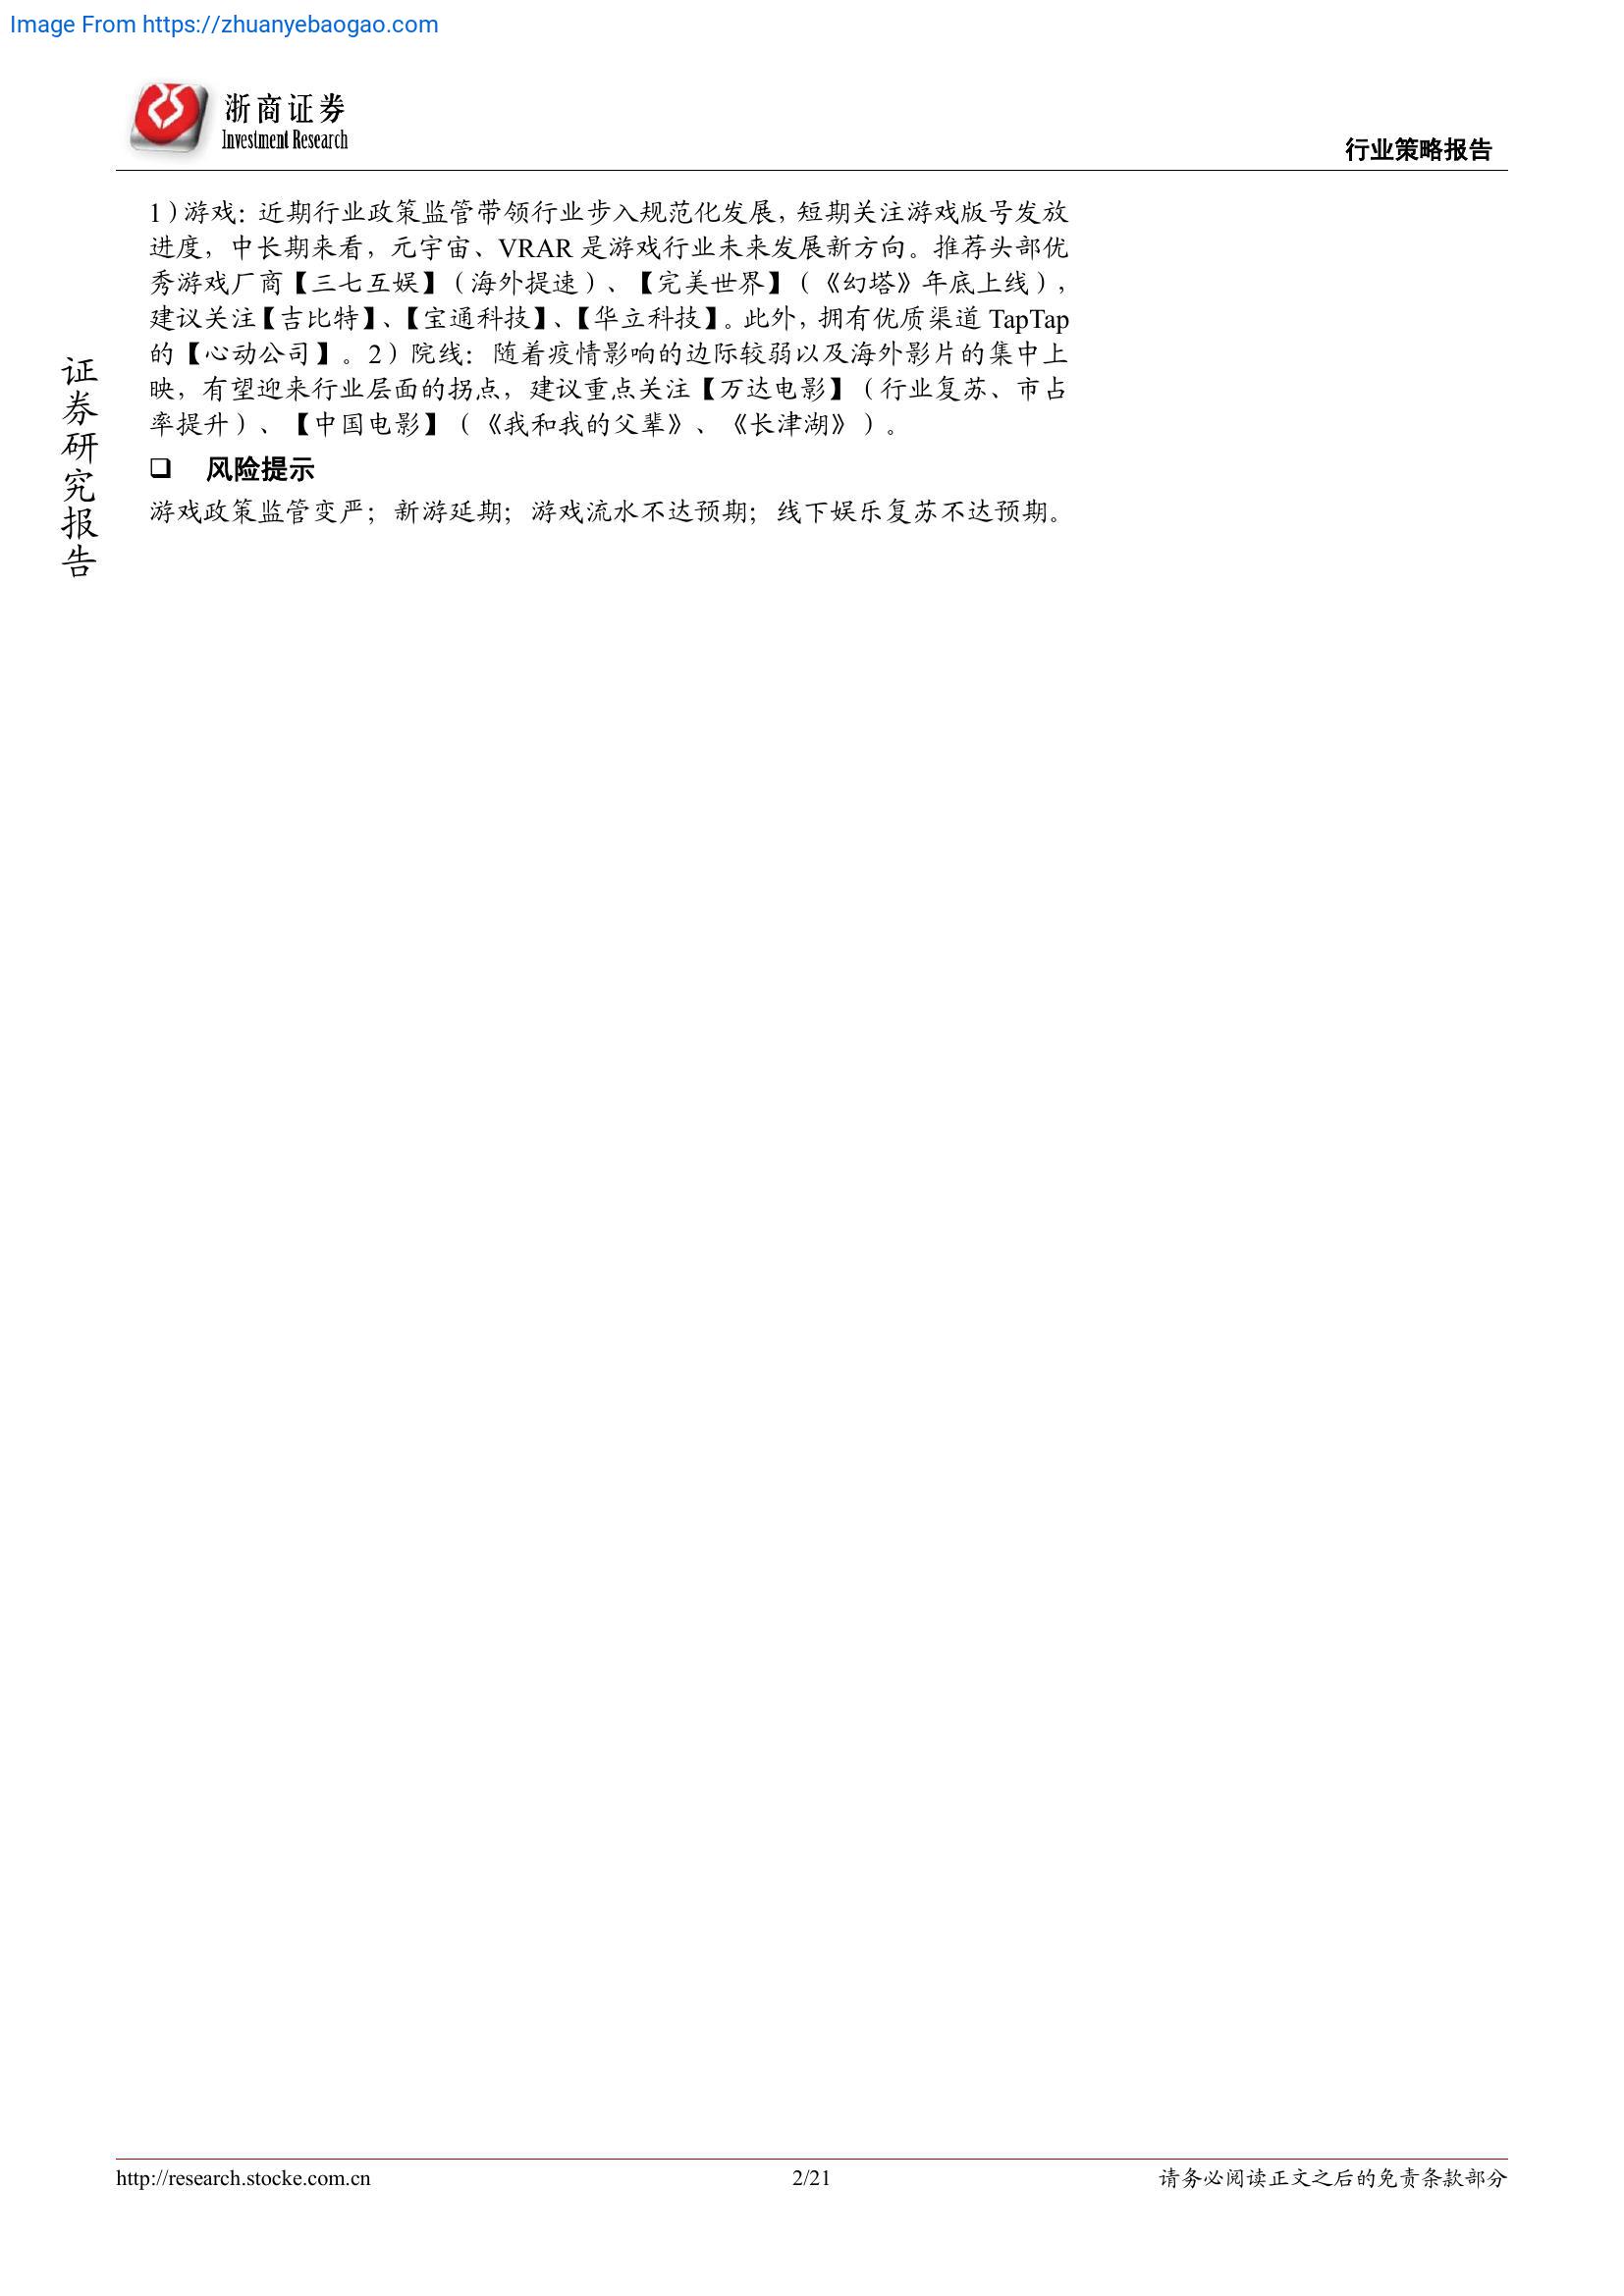 Image From https://zhuanyebaogao.com
浙商证券
Investment Research
行业策略报告
证券研究报告
1）游戏：近期行业政策监管带领行业步入规范化发展，短期关注游戏版号发放
进度，中长期来看，元宇宙、VRAR 是游戏行业未来发展新方向。推荐头部优
秀游戏厂商【三七互娱】（海外提速）、【完美世界】（《幻塔》年底上线），
建议关注【吉比特】、【宝通科技】、【华立科技】。此外，拥有优质渠道 TapTap
的【心动公司】。2）院线：随着疫情影响的边际较弱以及海外影片的集中上
映，有望迎来行业层面的拐点，建议重点关注【万达电影】（行业复苏、市占
率提升）、【中国电影】（《我和我的父辈》、《长津湖》）。
❑ 风险提示
游戏政策监管变严；新游延期；游戏流水不达预期；线下娱乐复苏不达预期。
http://research.stocke.com.cn
2/21
请务必阅读正文之后的免责条款部分